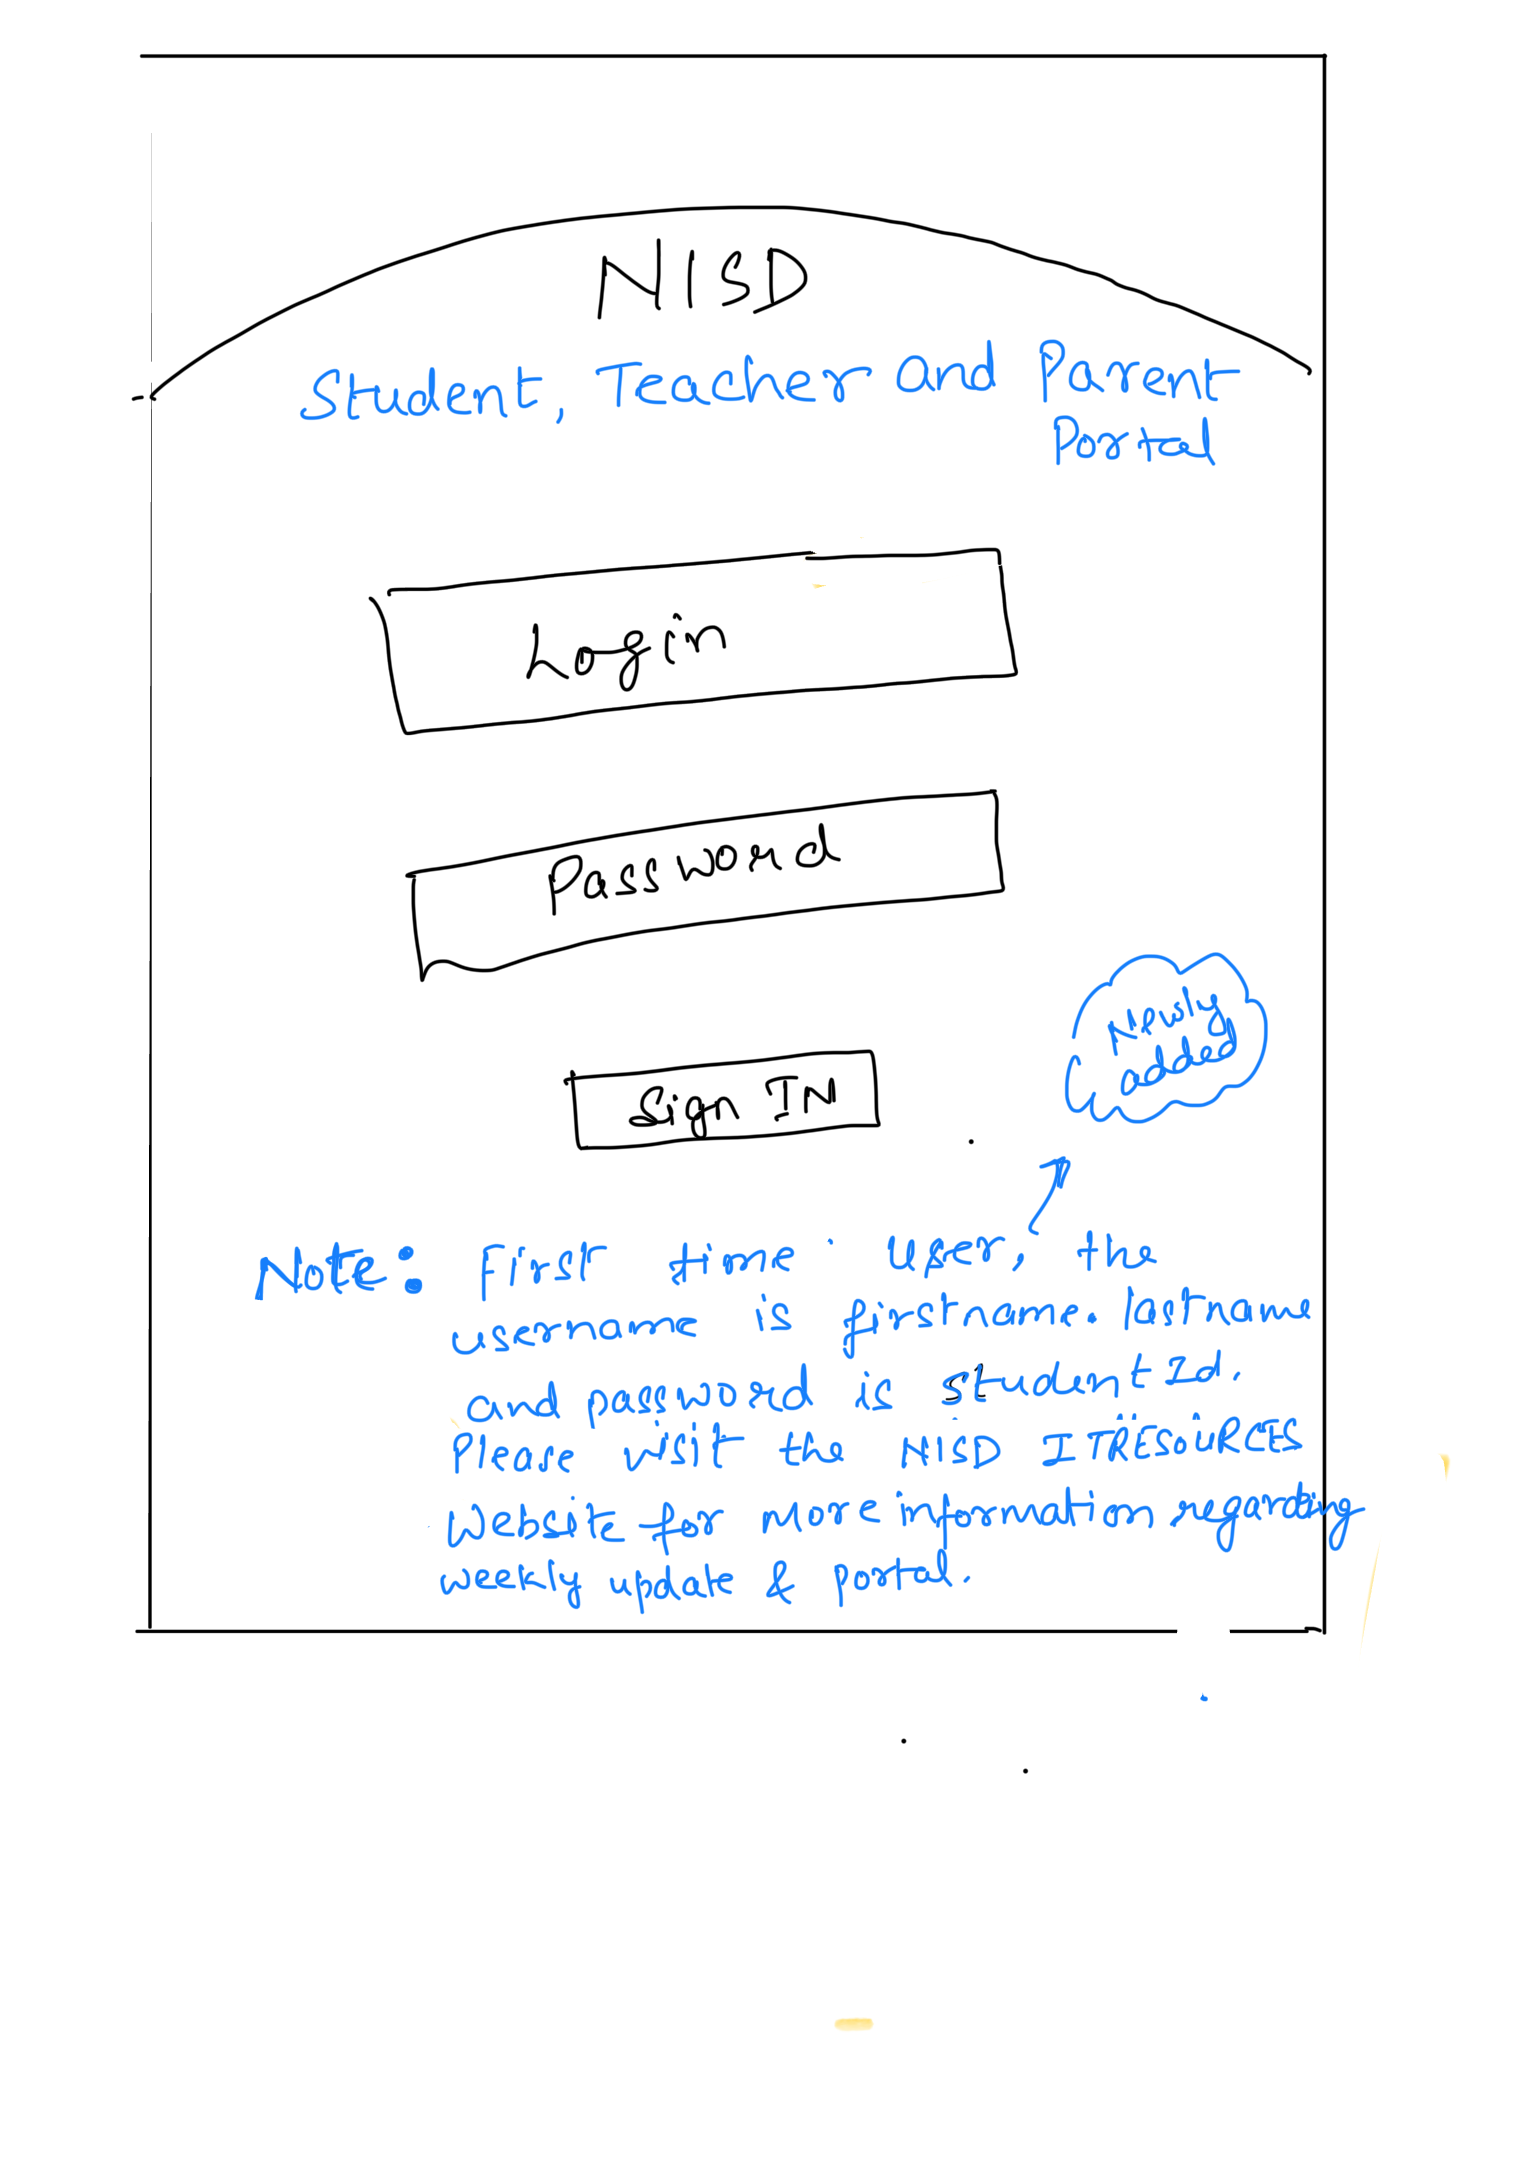 NISD
Student, Teacher and Parent
Portal
Login
Password
Newly
added
Sign IN
Note: First time user, the
username is firstname.lastname
and password is student Id.
Please visit the NISD IT RESOURCES
Website for more information regarding
weekly update & portal.